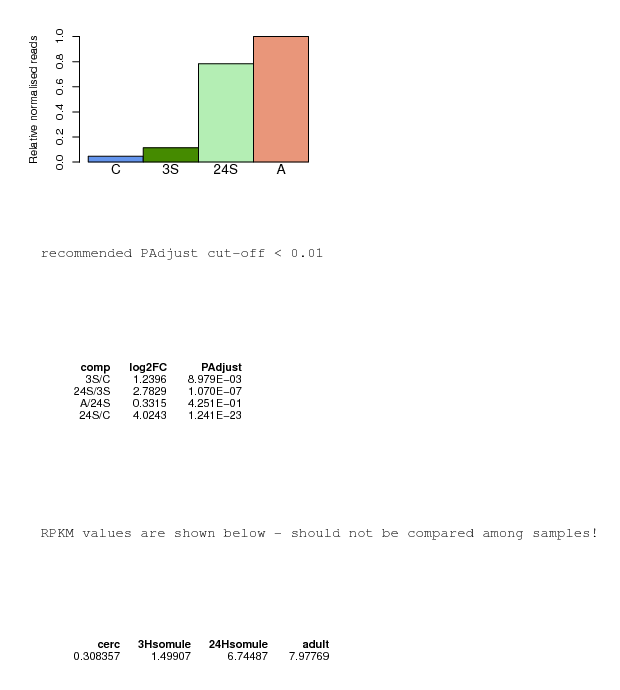 Relative normalised reads
1.0
0.8
0.6
0.4
0.2
0.0
C 3S 24S A
recommended PAdjust cut-off < 0.01
comp log2FC PAdjust
3S/C 1.2396 8.979E-03
24S/3S 2.7829 1.070E-07
A/24S 0.3315 4.251E-01
24S/C 4.0243 1.241E-23
RPKM values are shown below - should not be compared among samples!
cerc 3Hsomule 24Hsomule adult
0.308357 1.49907 6.74487 7.97769